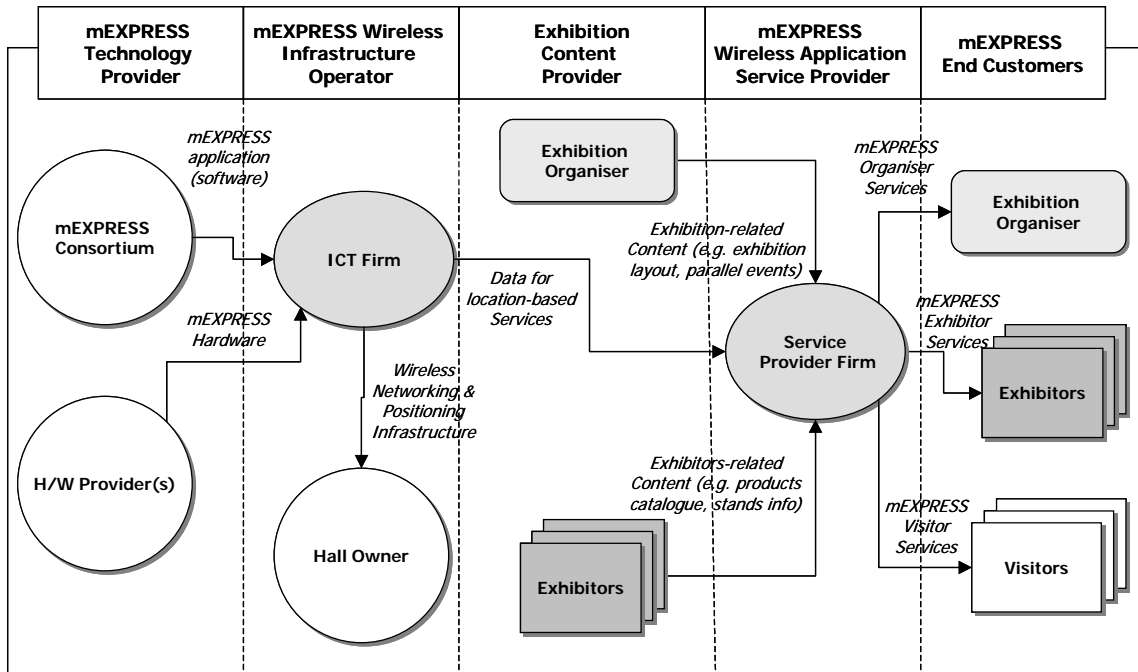 mEXPRESS
Technology
Provider
mEXPRESS Wireless
Infrastructure
Operator
Exhibition
Content
Provider
mEXPRESS
Wireless Application
Service Provider
mEXPRESS
End Customers
mEXPRESS
application
(software)
mEXPRESS
Consortium
mEXPRESS
Hardware
H/W Provider(s)
ICT Firm
Wireless
Networking &
Positioning
Infrastructure
Hall Owner
Data for
location-based
Services
Exhibition
Organiser
Exhibition-related
Content (e.g. exhibition
layout, parallel events)
Exhibitors-related
Content (e.g. products
catalogue, stands info)
Exhibitors
Service
Provider Firm
mEXPRESS
Organiser
Services
Exhibition
Organiser
mEXPRESS
Exhibitor
Services
Exhibitors
mEXPRESS
Visitor
Services
Visitors